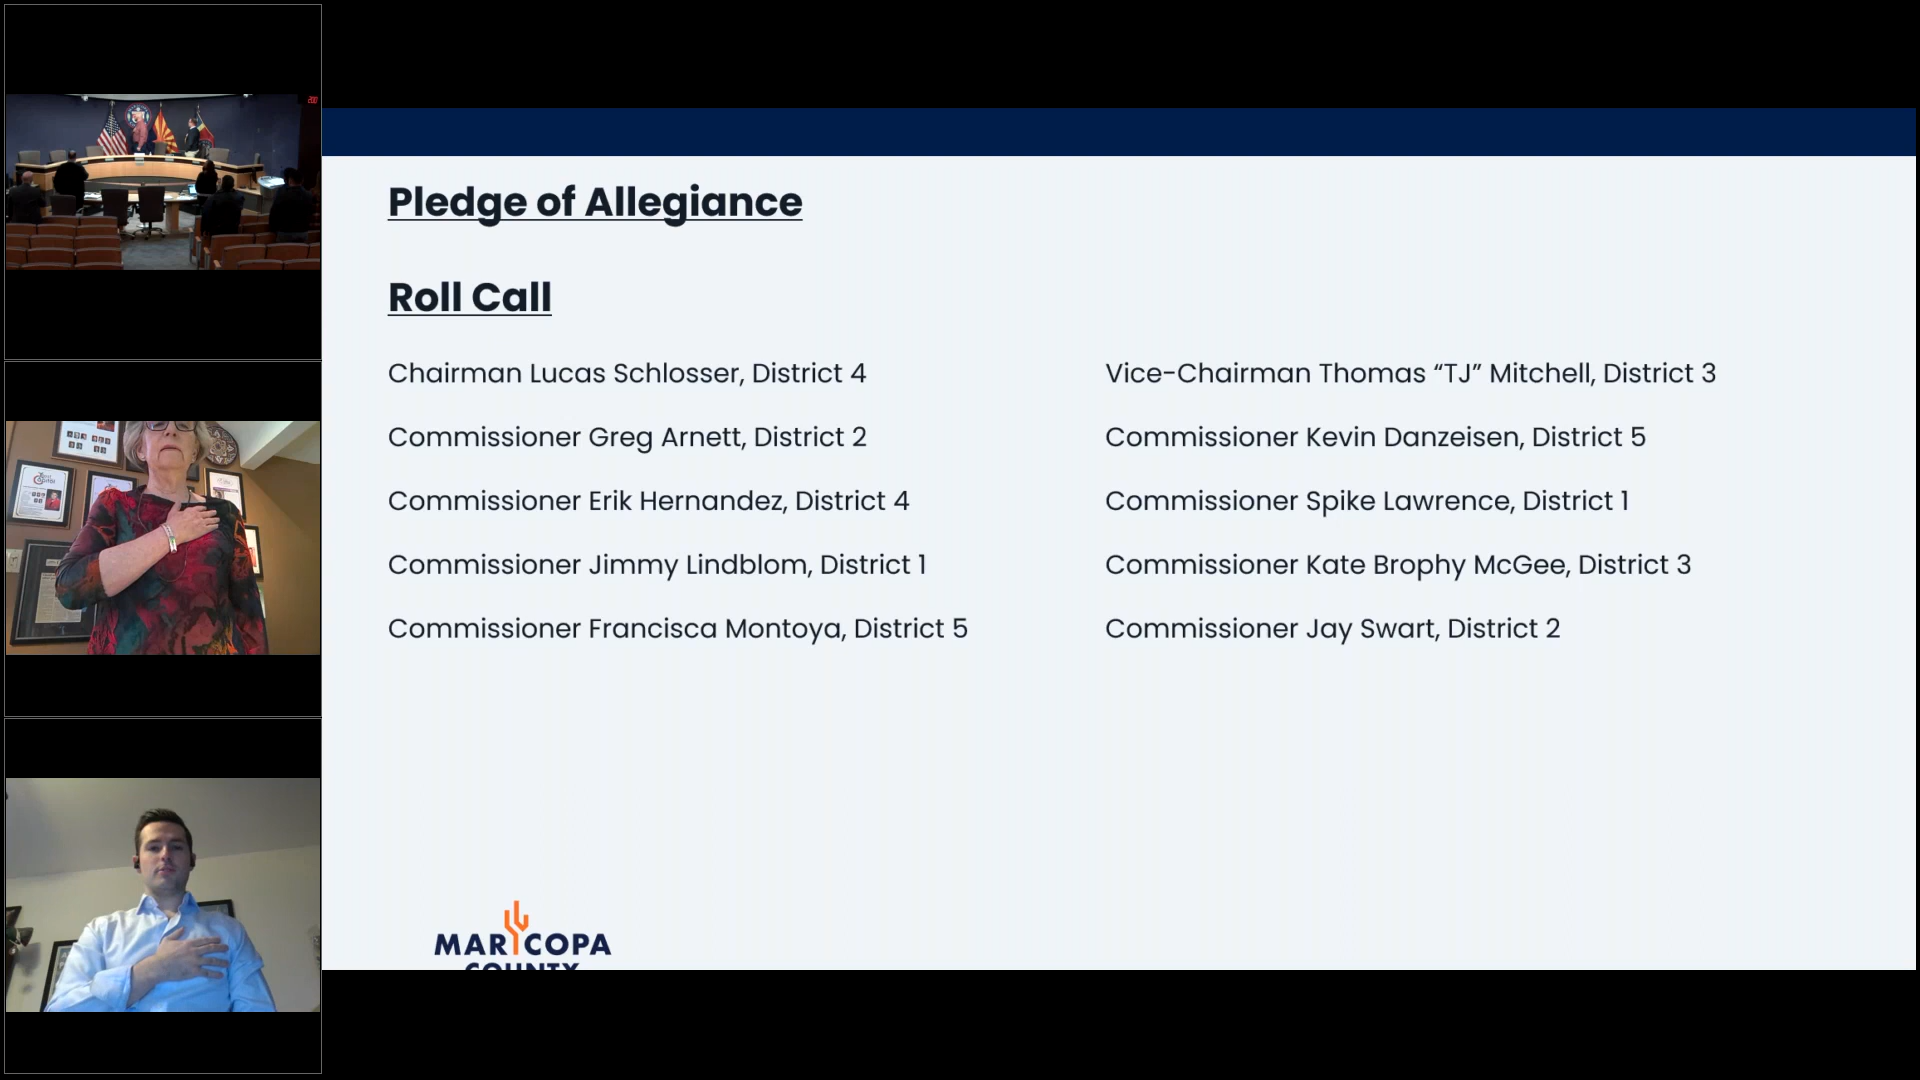 Pledge of Allegiance
Roll Call
Chairman Lucas Schlosser, District 4
Vice-Chairman Thomas “TJ” Mitchell, District 3
Commissioner Greg Arnett, District 2
Commissioner Kevin Danzeisen, District 5
Commissioner Erik Hernandez, District 4
Commissioner Spike Lawrence, District 1
Commissioner Jimmy Lindblom, District 1
Commissioner Kate Brophy McGee, District 3
Commissioner Francisca Montoya, District 5
Commissioner Jay Swart, District 2
MARICOPA
COUNTY